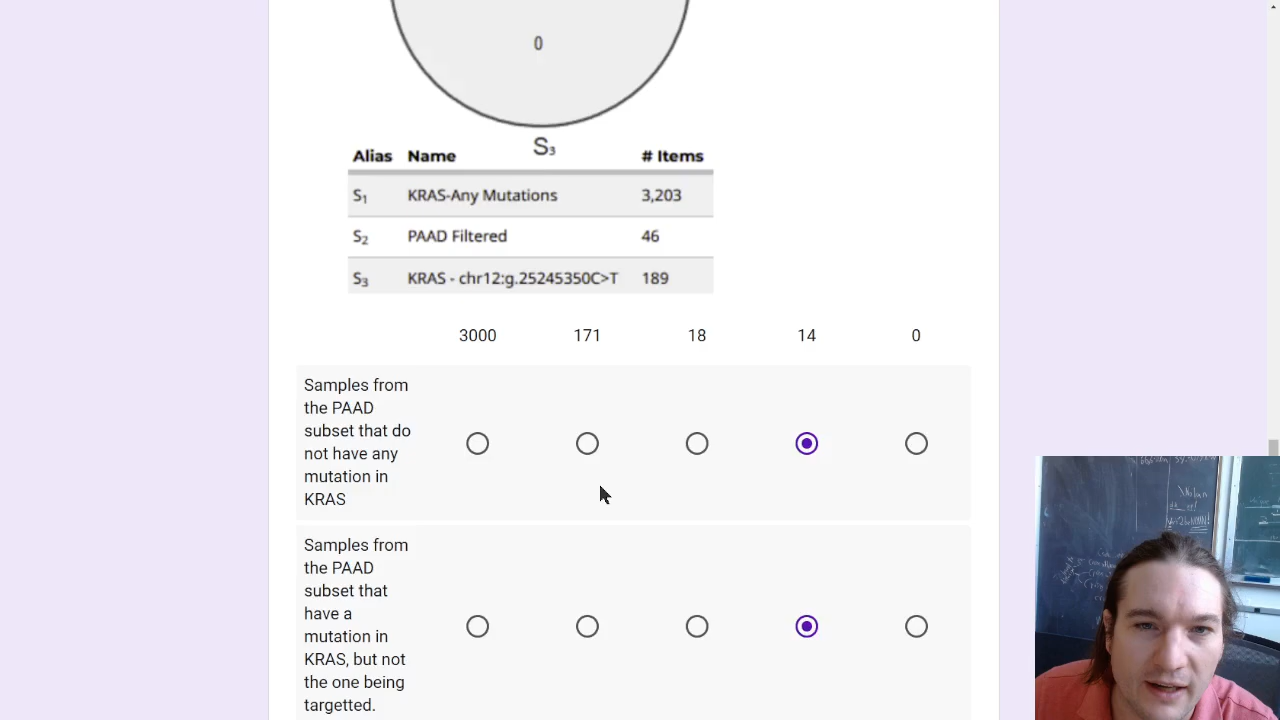 0
S₃
Alias Name # Items
S₁ KRAS-Any Mutations 3,203
S₂ PAAD Filtered 46
S₃ KRAS - chr12:g.25245350C>T 189
3000 171 18 14 0
Samples from
the PAAD
subset that do
not have any
mutation in
KRAS
Samples from
the PAAD
subset that
have a
mutation in
KRAS, but not
the one being
targetted.